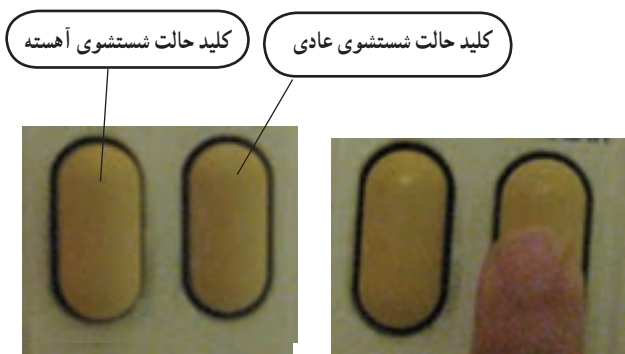 کلید حالت شستشوی عادی
کلید حالت شستشوی آهسته